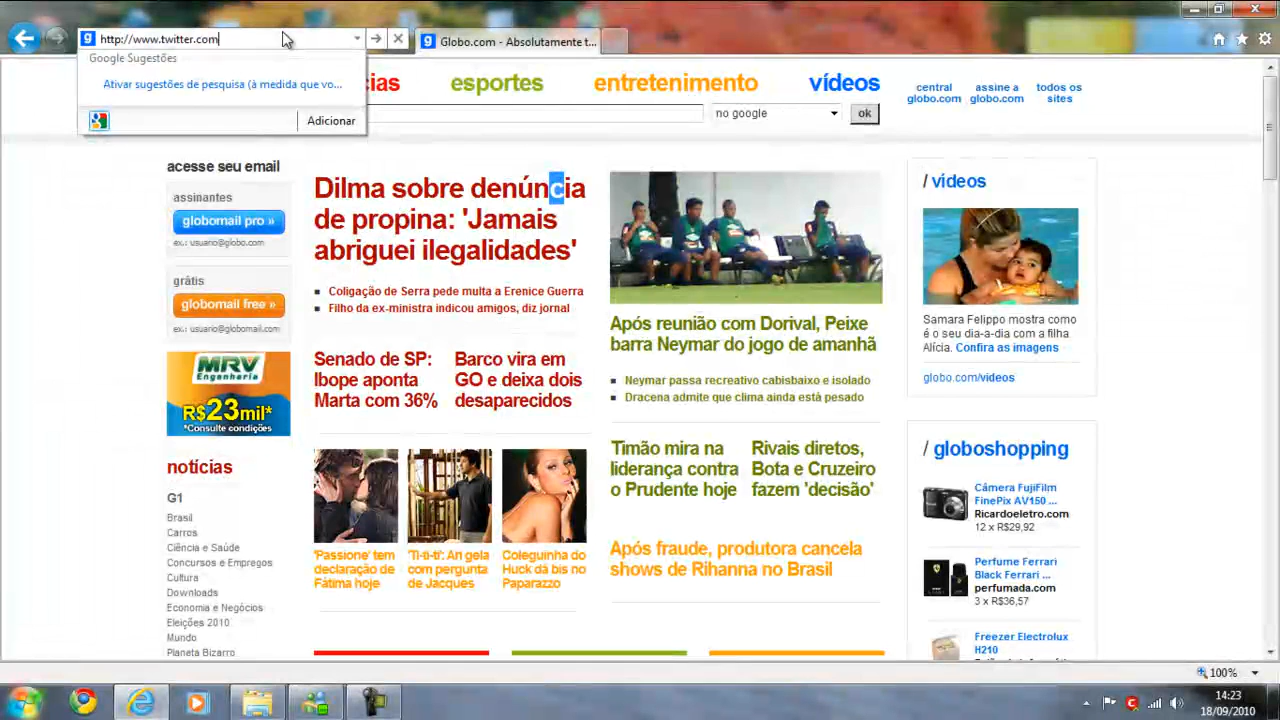 http://www.twitter.com
Globo.com - Absolutamente t...
Google Sugestões
Ativar sugestões de pesquisa (à medida que vo...
Adicionar
cias
esportes
entretenimento
vídeos
central
globo.com
assine a
globo.com
todos os
sites
no google
ok
acesse seu email
assinantes
globomail pro »
ex.: usuario@globo.com
grátis
globomail free »
ex.: usuario@globomail.com
MRV
Engenharia
R$23mil*
*Consulte condições
notícias
G1
Brasil
Carros
Ciência e Saúde
Concursos e Empregos
Cultura
Downloads
Economia e Negócios
Eleições 2010
Mundo
Planeta Bizarro
Dilma sobre denúncia
de propina: 'Jamais
abriguei ilegalidades'
Coligação de Serra pede multa a Erenice Guerra
Filho da ex-ministra indicou amigos, diz jornal
Senado de SP:
Ibope aponta
Marta com 36%
Barco vira em
GO e deixa dois
desaparecidos
'Passione' tem
declaração de
Fátima hoje
'Ti-ti-ti': Ari gela
com pergunta
de Jacques
Coleguinha do
Huck dá bis no
Paparazzo
Após reunião com Dorival, Peixe
barra Neymar do jogo de amanhã
Neymar passa recreativo cabisbaixo e isolado
Dracena admite que clima ainda está pesado
Timão mira na
liderança contra
o Prudente hoje
Rivais diretos,
Bota e Cruzeiro
fazem 'decisão'
Após fraude, produtora cancela
shows de Rihanna no Brasil
/ vídeos
Samara Felippo mostra como
é o seu dia-a-dia com a filha
Alícia. Confira as imagens
globo.com/videos
/ globoshopping
Câmera FujiFilm
FinePix AV150 ...
Ricardoeletro.com
12 x R$29,92
Perfume Ferrari
Black Ferrari ...
perfumada.com
3 x R$36,57
Freezer Electrolux
H210
100%
14:23
18/09/2010